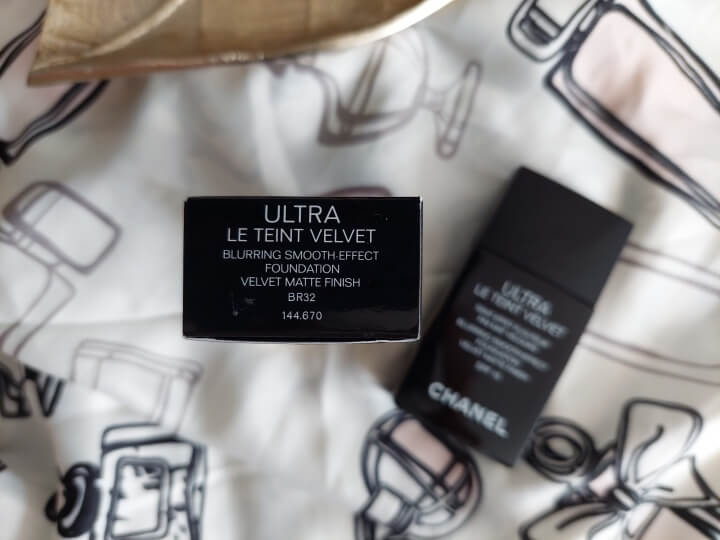 ULTRA
LE TEINT VELVET
BLURRING SMOOTH-EFFECT
FOUNDATION
VELVET MATTE FINISH
BR32
144.670
ULTRA
LE TEINT VELVET
CHANEL